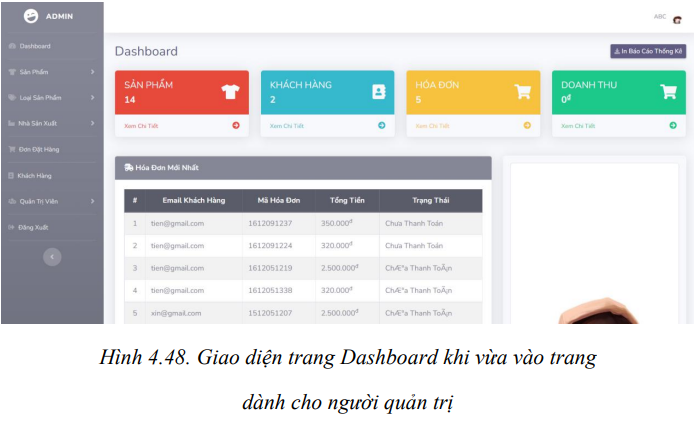 ADMIN
ABC
Dashboard
Dashboard
In Báo Cáo Thống Kê
Sản Phẩm
Loại Sản Phẩm
Nhà Sản Xuất
Đơn Đặt Hàng
Khách Hàng
Quản Trị Viên
Đăng Xuất
SẢN PHẨM
14
Xem Chi Tiết
KHÁCH HÀNG
2
Xem Chi Tiết
HÓA ĐƠN
5
Xem Chi Tiết
DOANH THU
0đ
Xem Chi Tiết
Hóa Đơn Mới Nhất
# Email Khách Hàng Mã Hóa Đơn Tổng Tiền Trạng Thái
1 tien@gmail.com 1612091237 350.000đ Chưa Thanh Toán
2 tien@gmail.com 1612091224 320.000đ Chưa Thanh Toán
3 tien@gmail.com 1612051219 2.500.000đ ChÆ°a Thanh ToÃ¡n
4 tien@gmail.com 1612051338 320.000đ ChÆ°a Thanh ToÃ¡n
5 xin@gmail.com 1512051207 2.500.000đ ChÆ°a Thanh ToÃ¡n
Hình 4.48. Giao diện trang Dashboard khi vừa vào trang
dành cho người quản trị